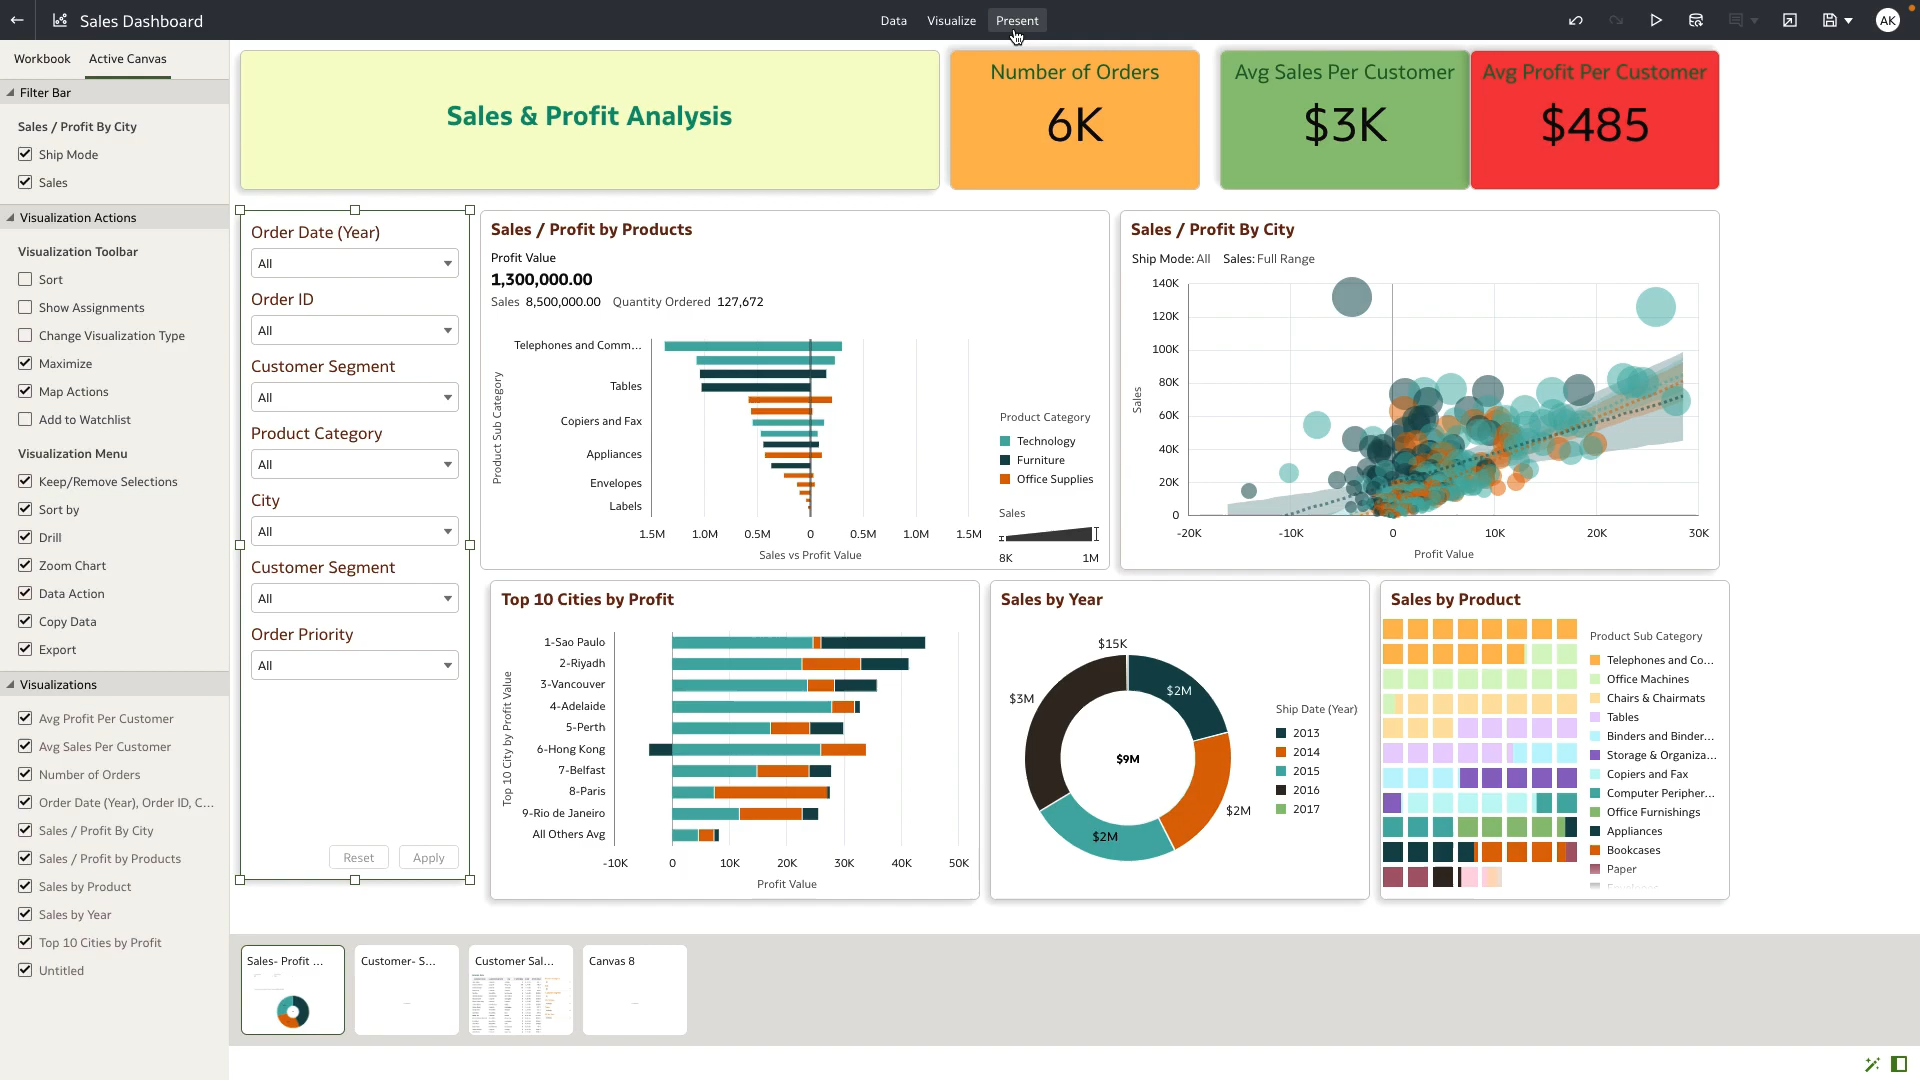 Sales Dashboard
Data
Visualize
Present
AK
Workbook
Active Canvas
Filter Bar
Sales / Profit By City
Ship Mode
Sales
Visualization Actions
Visualization Toolbar
Sort
Show Assignments
Change Visualization Type
Maximize
Map Actions
Add to Watchlist
Visualization Menu
Keep/Remove Selections
Sort by
Drill
Zoom Chart
Data Action
Copy Data
Export
Visualizations
Avg Profit Per Customer
Avg Sales Per Customer
Number of Orders
Order Date (Year), Order ID, C...
Sales / Profit By City
Sales / Profit by Products
Sales by Product
Sales by Year
Top 10 Cities by Profit
Untitled
Sales & Profit Analysis
Number of Orders
6K
Avg Sales Per Customer
$3K
Avg Profit Per Customer
$485
Order Date (Year)
All
Order ID
All
Customer Segment
All
Product Category
All
City
All
Customer Segment
All
Order Priority
All
Reset
Apply
Sales / Profit by Products
Profit Value
1,300,000.00
Sales 8,500,000.00 Quantity Ordered 127,672
Product Sub Category
Telephones and Comm...
Tables
Copiers and Fax
Appliances
Envelopes
Labels
1.5M 1.0M 0.5M 0 0.5M 1.0M 1.5M
Sales vs Profit Value
Product Category
Technology
Furniture
Office Supplies
Sales
8K 1M
Sales / Profit By City
Ship Mode: All Sales: Full Range
Sales
140K
120K
100K
80K
60K
40K
20K
0
-20K -10K 0 10K 20K 30K
Profit Value
Top 10 Cities by Profit
Top 10 City by Profit Value
1-Sao Paulo
2-Riyadh
3-Vancouver
4-Adelaide
5-Perth
6-Hong Kong
7-Belfast
8-Paris
9-Rio de Janeiro
All Others Avg
-10K 0 10K 20K 30K 40K 50K
Profit Value
Sales by Year
$15K
$2M
$3M
$9M
$2M
$2M
Ship Date (Year)
2013
2014
2015
2016
2017
Sales by Product
Product Sub Category
Telephones and Co...
Office Machines
Chairs & Chairmats
Tables
Binders and Binder...
Storage & Organiza...
Copiers and Fax
Computer Peripher...
Office Furnishings
Appliances
Bookcases
Paper
Sales- Profit ...
Customer- S...
Customer Sal...
Canvas 8